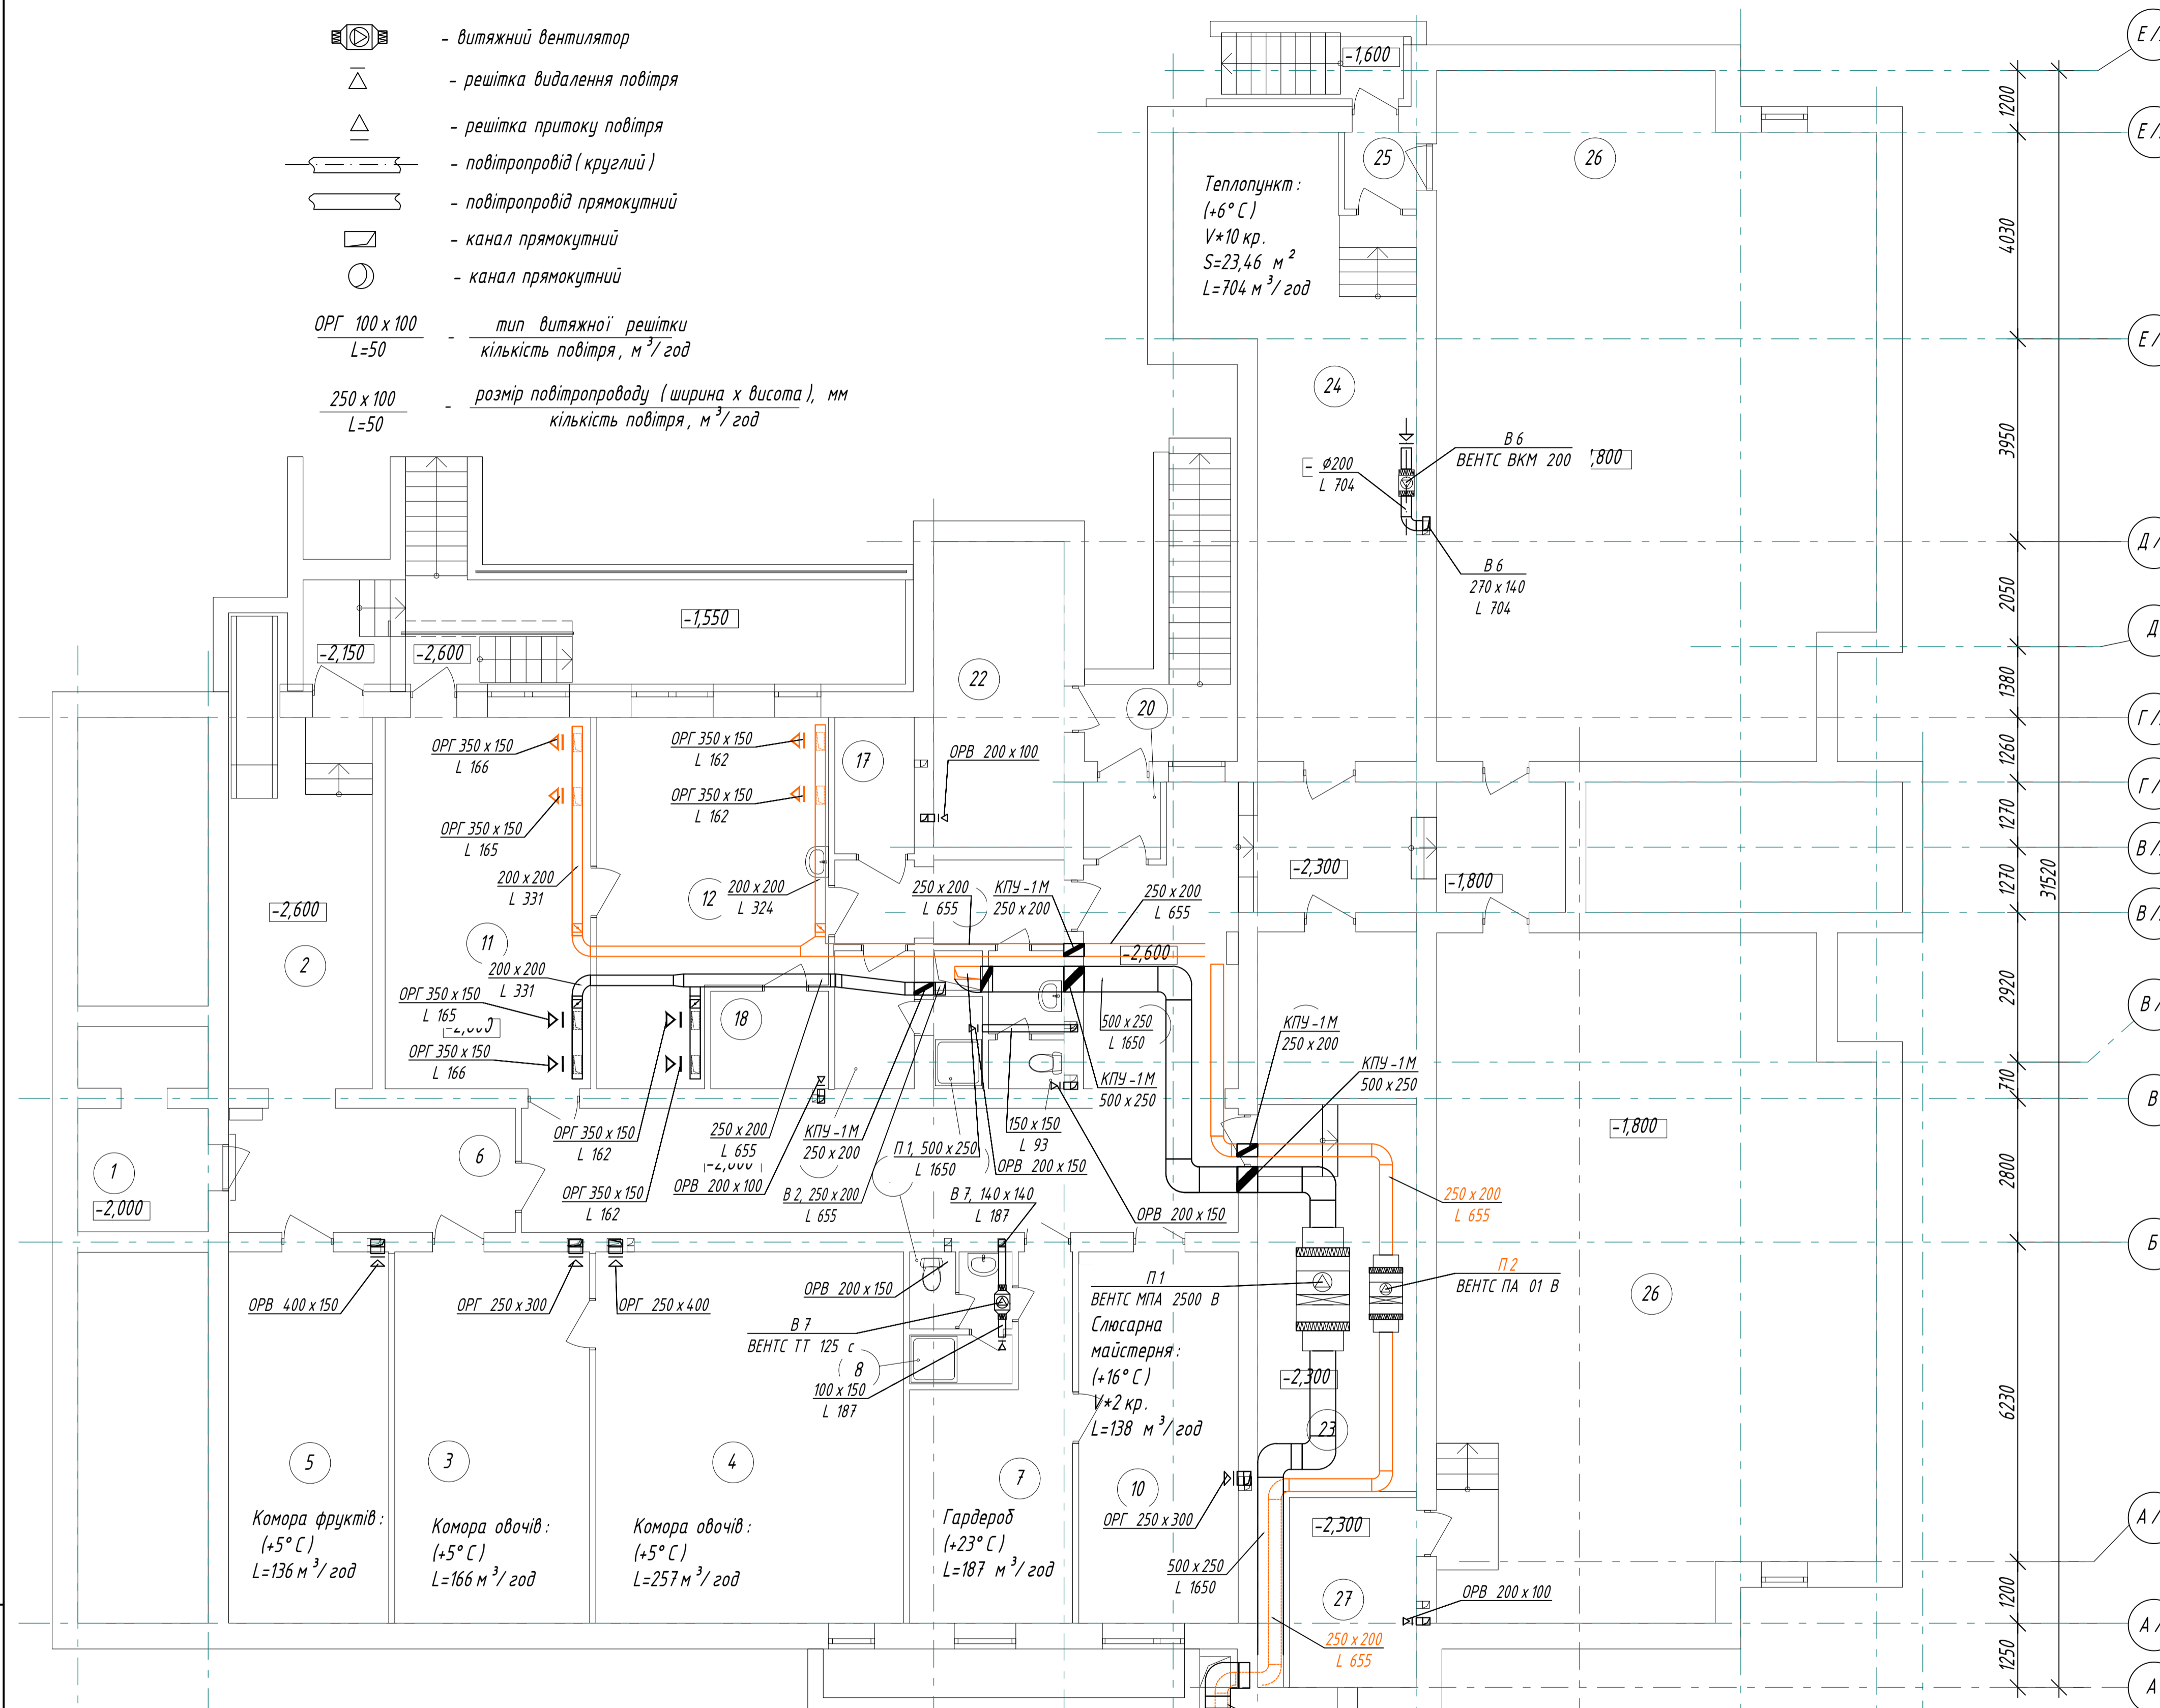 - витяжний вентилятор
- решітка видалення повітря
- решітка притоку повітря
- повітропровід (круглий)
- повітропровід прямокутний
- канал прямокутний
- канал прямокутний
ОРГ 100 x 100
L=50
- тип витяжної решітки
кількість повітря, м³/год
250 x 100
L=50
- розмір повітропроводу (ширина x висота), мм
кількість повітря, м³/год
-1,600
25
26
Теплопункт:
(+6°C)
V*10 кр.
S=23,46 м²
L=704 м³/год
24
В 6
ВЕНТС ВКМ 200
,800
- ф200
L 704
В 6
270 x 140
L 704
-1,550
-2,150
-2,600
22
20
ОРГ 350 x 150
L 166
ОРГ 350 x 150
L 162
17
ОРВ 200 x 100
ОРГ 350 x 150
L 165
ОРГ 350 x 150
L 162
200 x 200
L 331
12
200 x 200
L 324
250 x 200
L 655
КПУ-1М
250 x 200
250 x 200
L 655
-2,300
-1,800
-2,600
2
11
-2,600
200 x 200
L 331
ОРГ 350 x 150
L 165
ОРГ 350 x 150
L 166
18
500 x 250
L 1650
КПУ-1М
250 x 200
КПУ-1М
500 x 250
КПУ-1М
500 x 250
1
-2,000
6
ОРГ 350 x 150
L 162
ОРГ 350 x 150
L 162
250 x 200
L 655
ОРВ 200 x 100
КПУ-1М
250 x 200
В 2, 250 x 200
L 655
П 1, 500 x 250
L 1650
150 x 150
L 93
ОРВ 200 x 150
В 7, 140 x 140
L 187
ОРВ 200 x 150
-1,800
250 x 200
L 655
ОРВ 400 x 150
ОРГ 250 x 300
ОРГ 250 x 400
ОРВ 200 x 150
В 7
ВЕНТС ТТ 125 с
8
100 x 150
L 187
П 1
ВЕНТС МПА 2500 В
П 2
ВЕНТС ПА 01 В
26
Слюсарна
майстерня:
(+16°C)
V*2 кр.
L=138 м³/год
-2,300
23
5
3
4
7
10
ОРГ 250 x 300
Комора фруктів:
(+5°C)
L=136 м³/год
Комора овочів:
(+5°C)
L=166 м³/год
Комора овочів:
(+5°C)
L=257 м³/год
Гардероб
(+23°C)
L=187 м³/год
500 x 250
L 1650
-2,300
27
ОРВ 200 x 100
250 x 200
L 655
1200
4030
3950
2050
1380
1260
1270
1270
2920
710
2800
6230
1200
1250
31520
Е/
Е/
Е/
Д/
Д
Г/
Г/
В/
В/
В/
В
Б
А/
А/
А